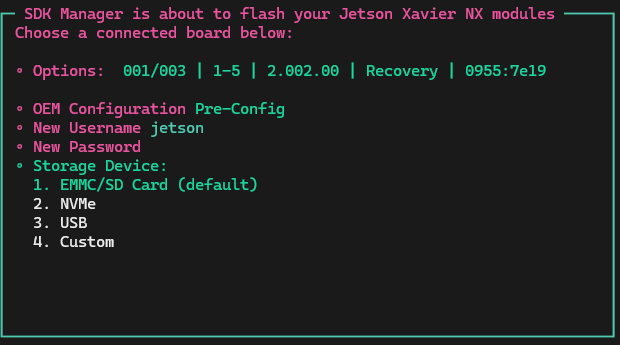 SDK Manager is about to flash your Jetson Xavier NX modules
Choose a connected board below:
∘ Options: 001/003 | 1-5 | 2.002.00 | Recovery | 0955:7e19
∘ OEM Configuration Pre-Config
∘ New Username jetson
∘ New Password
∘ Storage Device:
1. EMMC/SD Card (default)
2. NVMe
3. USB
4. Custom